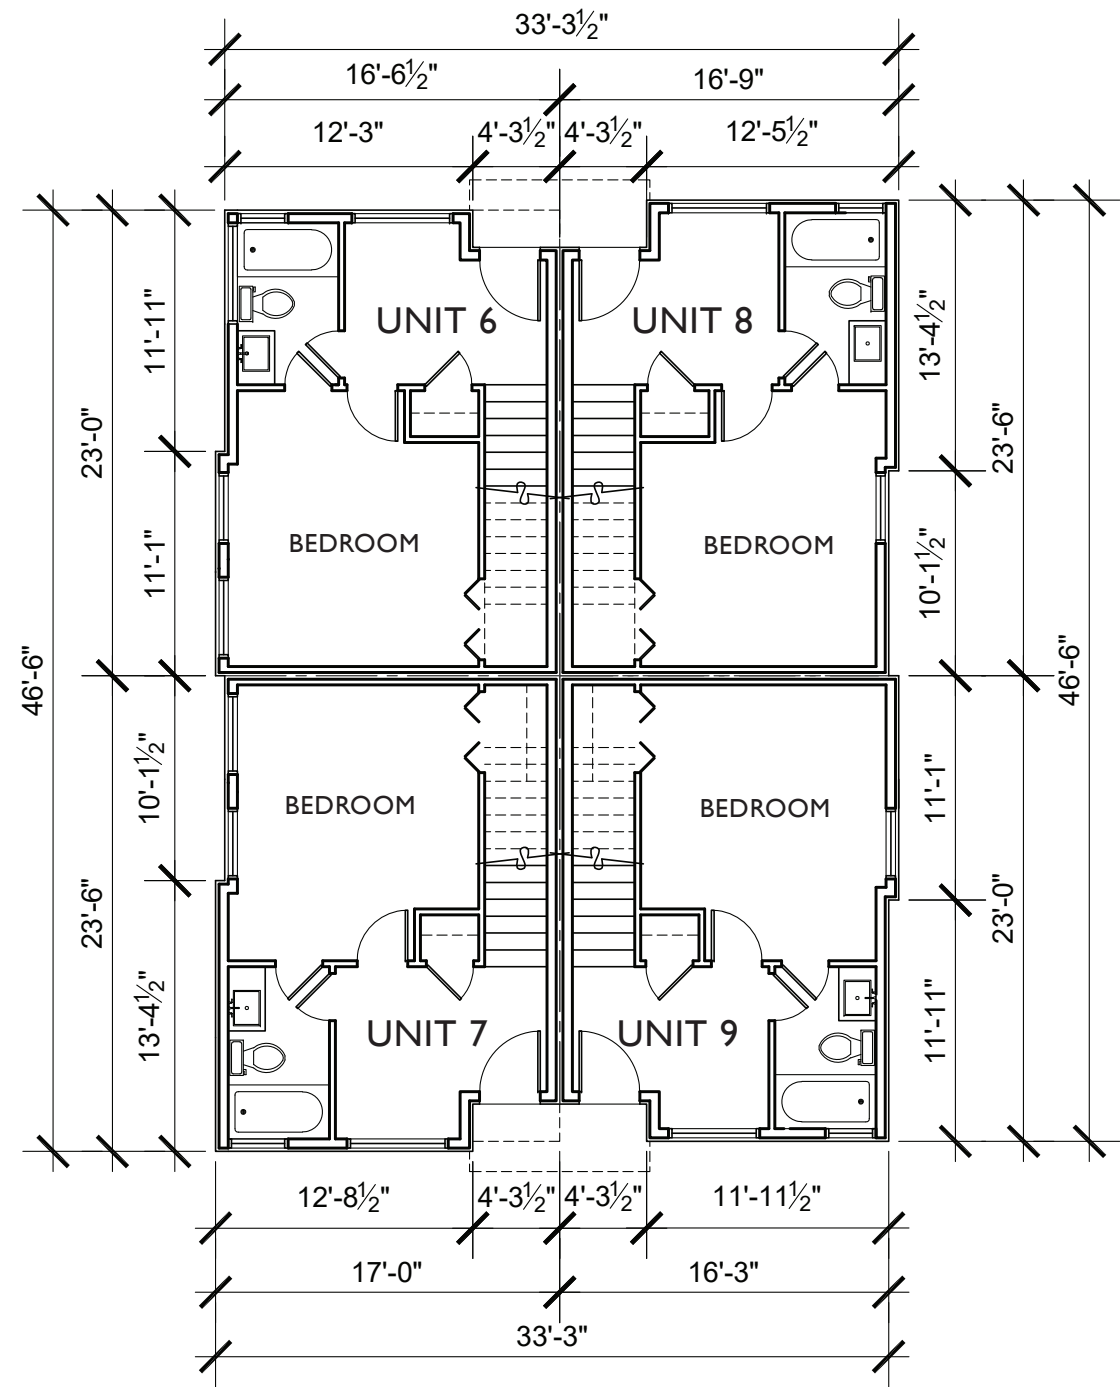 33'-3½"
16'-6½" 16'-9"
12'-3" 4'-3½" 4'-3½" 12'-5½"
UNIT 6 UNIT 8
11'-11" 13'-4½"
23'-0" 23'-6"
BEDROOM BEDROOM
11'-1" 10'-1½"
46'-6" 46'-6"
10'-1½" 11'-1"
BEDROOM BEDROOM
23'-6" 23'-0"
13'-4½" 11'-11"
UNIT 7 UNIT 9
12'-8½" 4'-3½" 4'-3½" 11'-11½"
17'-0" 16'-3"
33'-3"